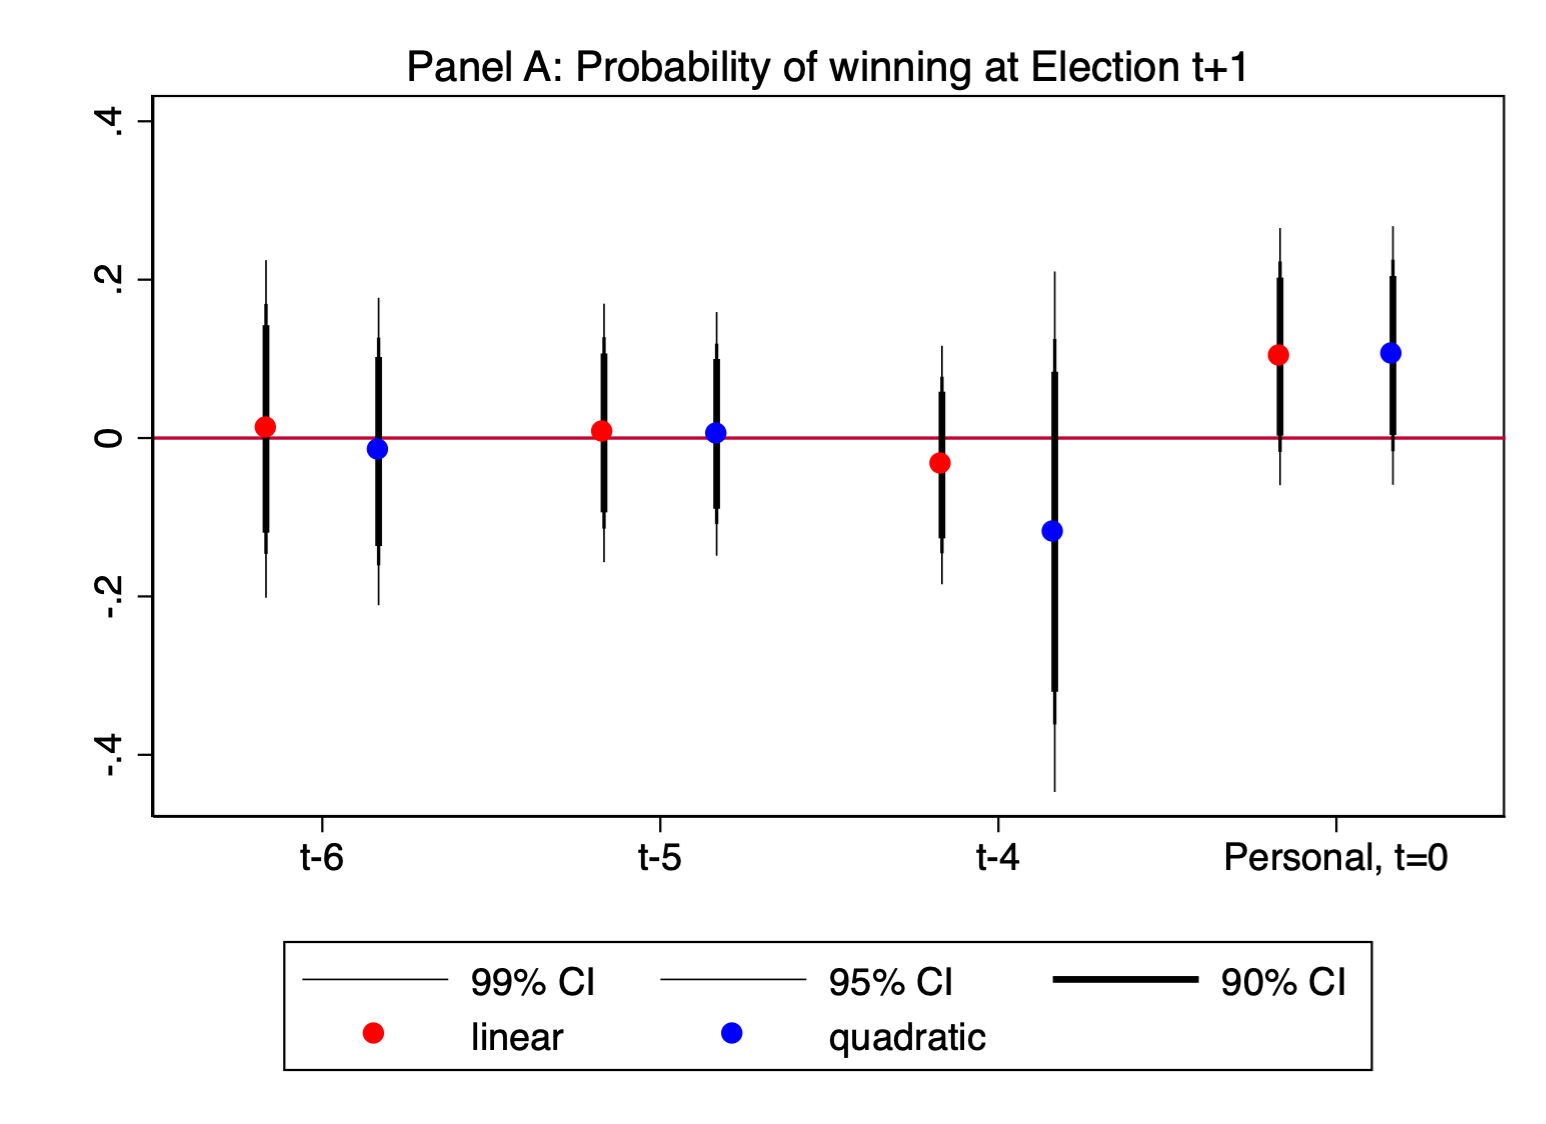 Panel A: Probability of winning at Election t+1
.4
.2
0
-.2
-.4
t-6 t-5 t-4 Personal, t=0
99% CI 95% CI 90% CI
linear quadratic